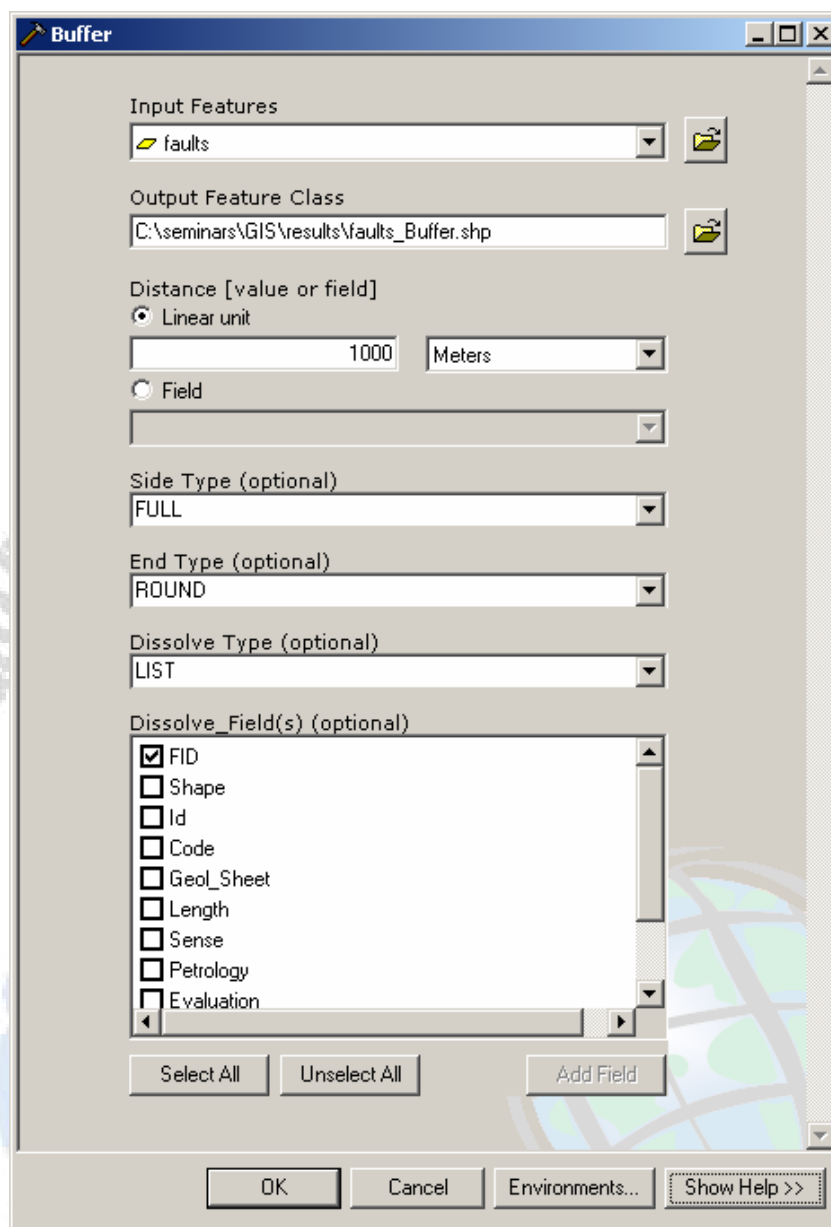 Buffer
Input Features
faults
Output Feature Class
C:\seminars\GIS\results\faults_Buffer.shp
Distance [value or field]
Linear unit
1000 Meters
Field
Side Type (optional)
FULL
End Type (optional)
ROUND
Dissolve Type (optional)
LIST
Dissolve_Field(s) (optional)
FID
Shape
Id
Code
Geol_Sheet
Length
Sense
Petrology
Evaluation
Select All Unselect All Add Field
OK Cancel Environments... Show Help >>